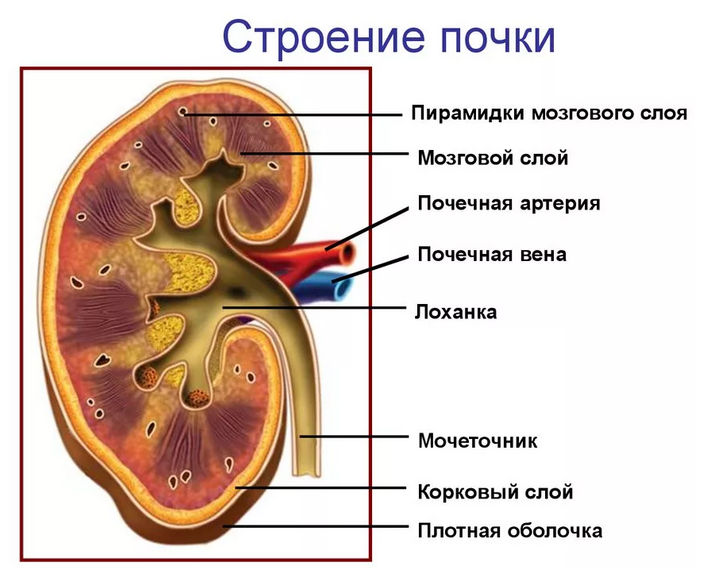 Строение почки
Пирамидки мозгового слоя
Мозговой слой
Почечная артерия
Почечная вена
Лоханка
Мочеточник
Корковый слой
Плотная оболочка